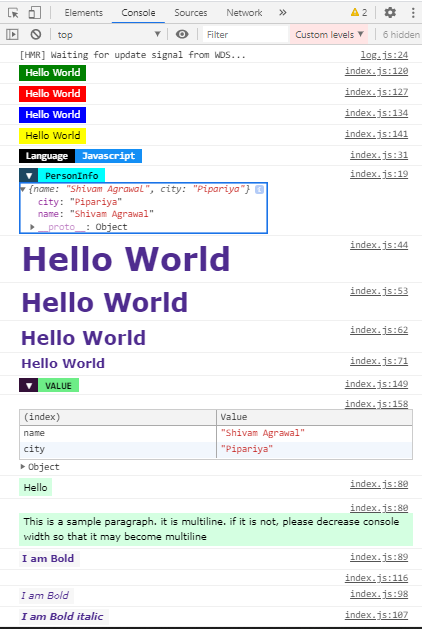 Elements Console Sources Network » 2
top Filter Custom levels 6 hidden
[HMR] Waiting for update signal from WDS... log.js:24
Hello World index.js:120
Hello World index.js:127
Hello World index.js:134
Hello World index.js:141
Language Javascript index.js:31
PersonInfo index.js:19
{name: "Shivam Agrawal", city: "Pipariya"}
city: "Pipariya"
name: "Shivam Agrawal"
__proto__: Object
Hello World index.js:44
Hello World index.js:53
Hello World index.js:62
Hello World index.js:71
VALUE index.js:149
index.js:158
(index) Value
name "Shivam Agrawal"
city "Pipariya"
Object
Hello index.js:80
index.js:80
This is a sample paragraph. it is multiline. if it is not, please decrease console
width so that it may become multiline
I am Bold index.js:89
index.js:116
I am Bold index.js:98
I am Bold italic index.js:107